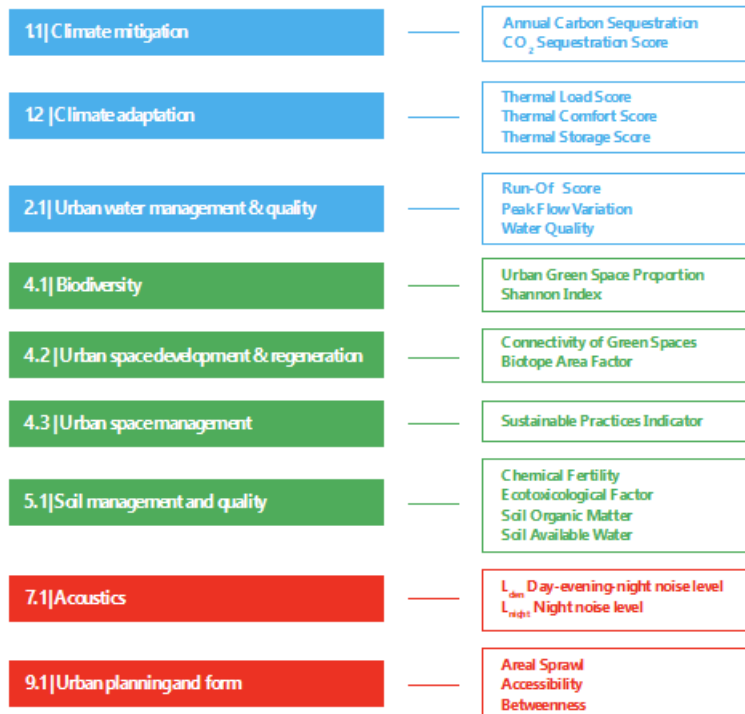 1.1| Climate mitigation
Annual Carbon Sequestration
CO2 Sequestration Score
1.2 | Climate adaptation
Thermal Load Score
Thermal Comfort Score
Thermal Storage Score
2.1| Urban water management & quality
Run-Of Score
Peak Flow Variation
Water Quality
4.1| Biodiversity
Urban Green Space Proportion
Shannon Index
4.2 | Urban space development & regeneration
Connectivity of Green Spaces
Biotope Area Factor
4.3 | Urban space management
Sustainable Practices Indicator
5.1| Soil management and quality
Chemical Fertility
Ecotoxicological Factor
Soil Organic Matter
Soil Available Water
7.1| Acoustics
Lden Day-evening-night noise level
Lnight Night noise level
9.1| Urban planning and form
Areal Sprawl
Accessibility
Betweenness